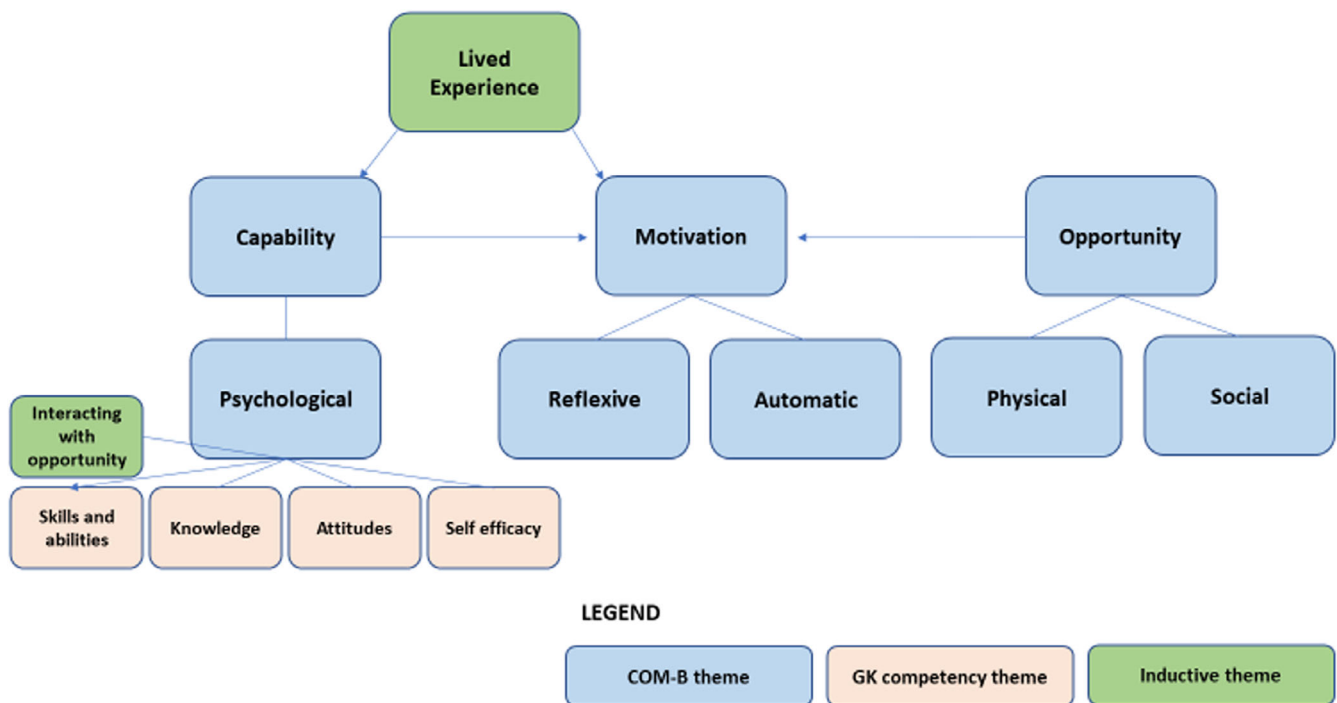 Lived
Experience
Capability
Motivation
Opportunity
Psychological
Reflexive
Automatic
Physical
Social
Interacting
with
opportunity
Skills and
abilities
Knowledge
Attitudes
Self efficacy
LEGEND
COM-B theme
GK competency theme
Inductive theme